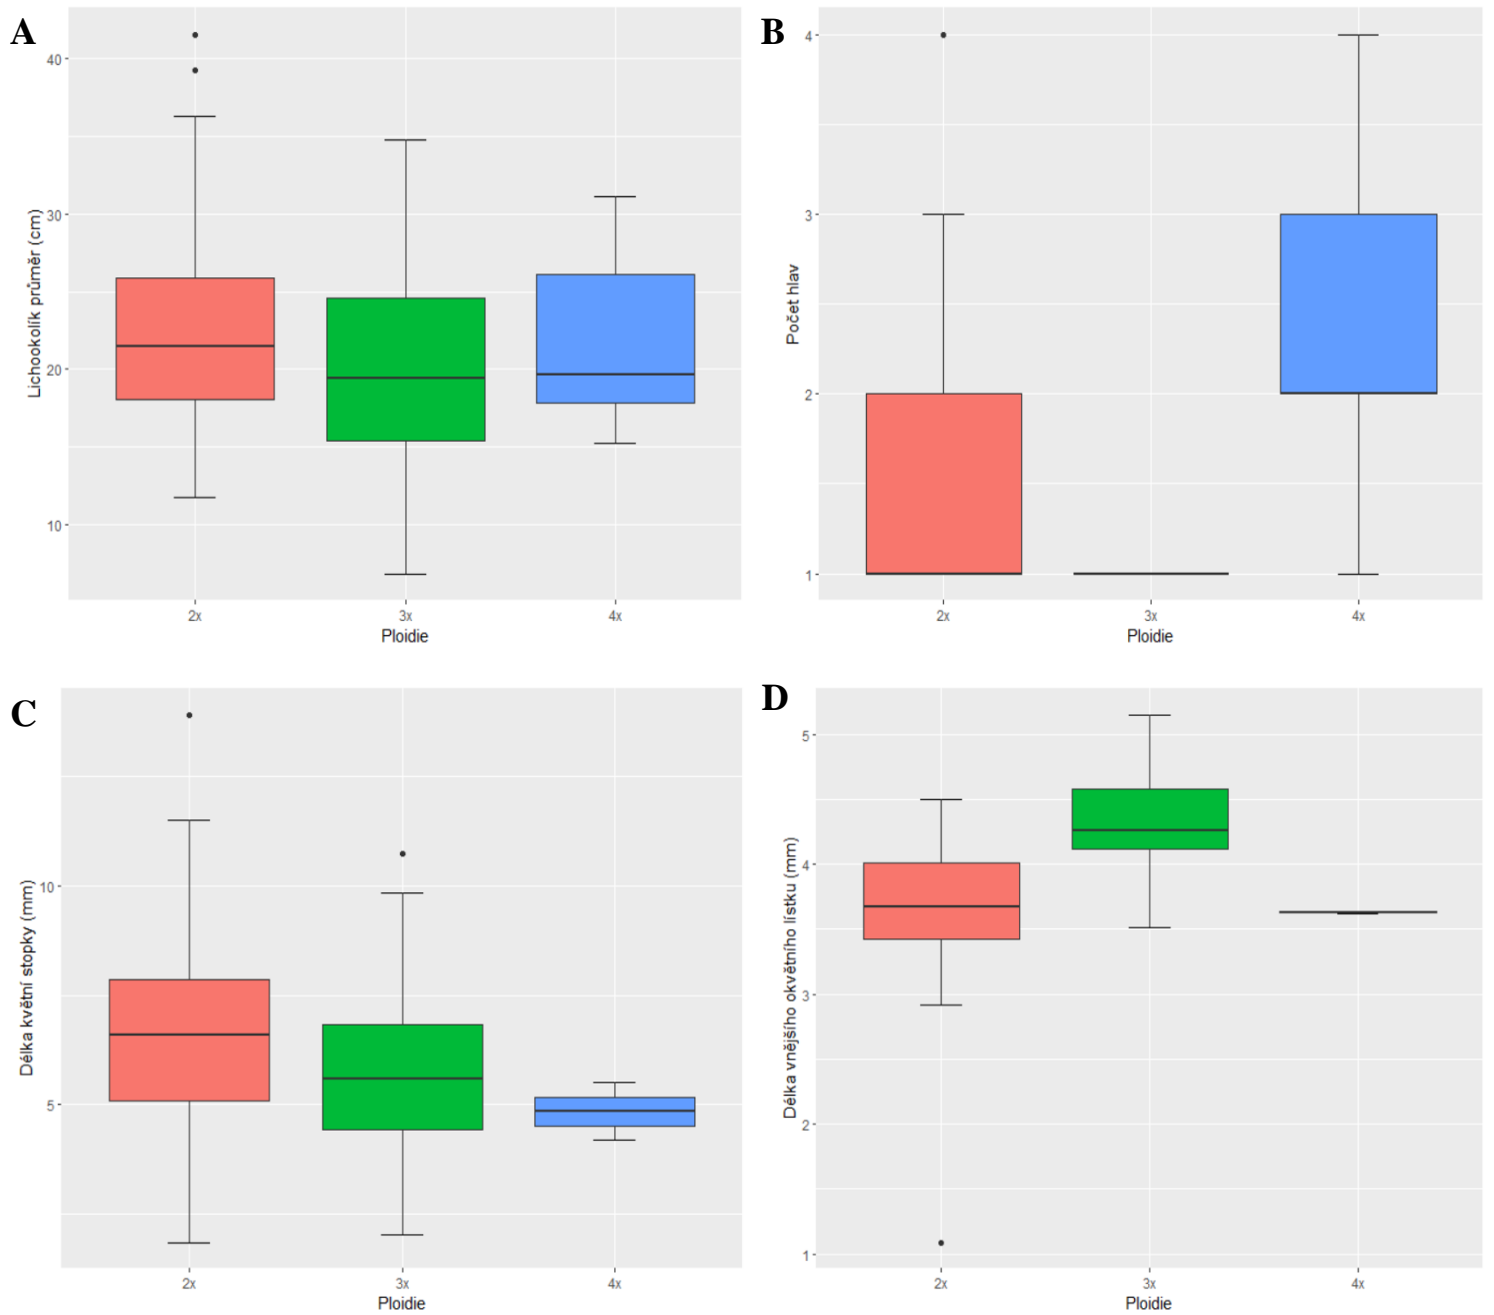 A
40
30
20
10
Lichookolík průměr (cm)
2x 3x 4x
Ploidie
B
4
3
2
1
Počet hlav
2x 3x 4x
Ploidie
C
10
5
Délka květní stopky (mm)
2x 3x 4x
Ploidie
D
5
4
3
2
1
Délka vnějšího okvětního lístku (mm)
2x 3x 4x
Ploidie